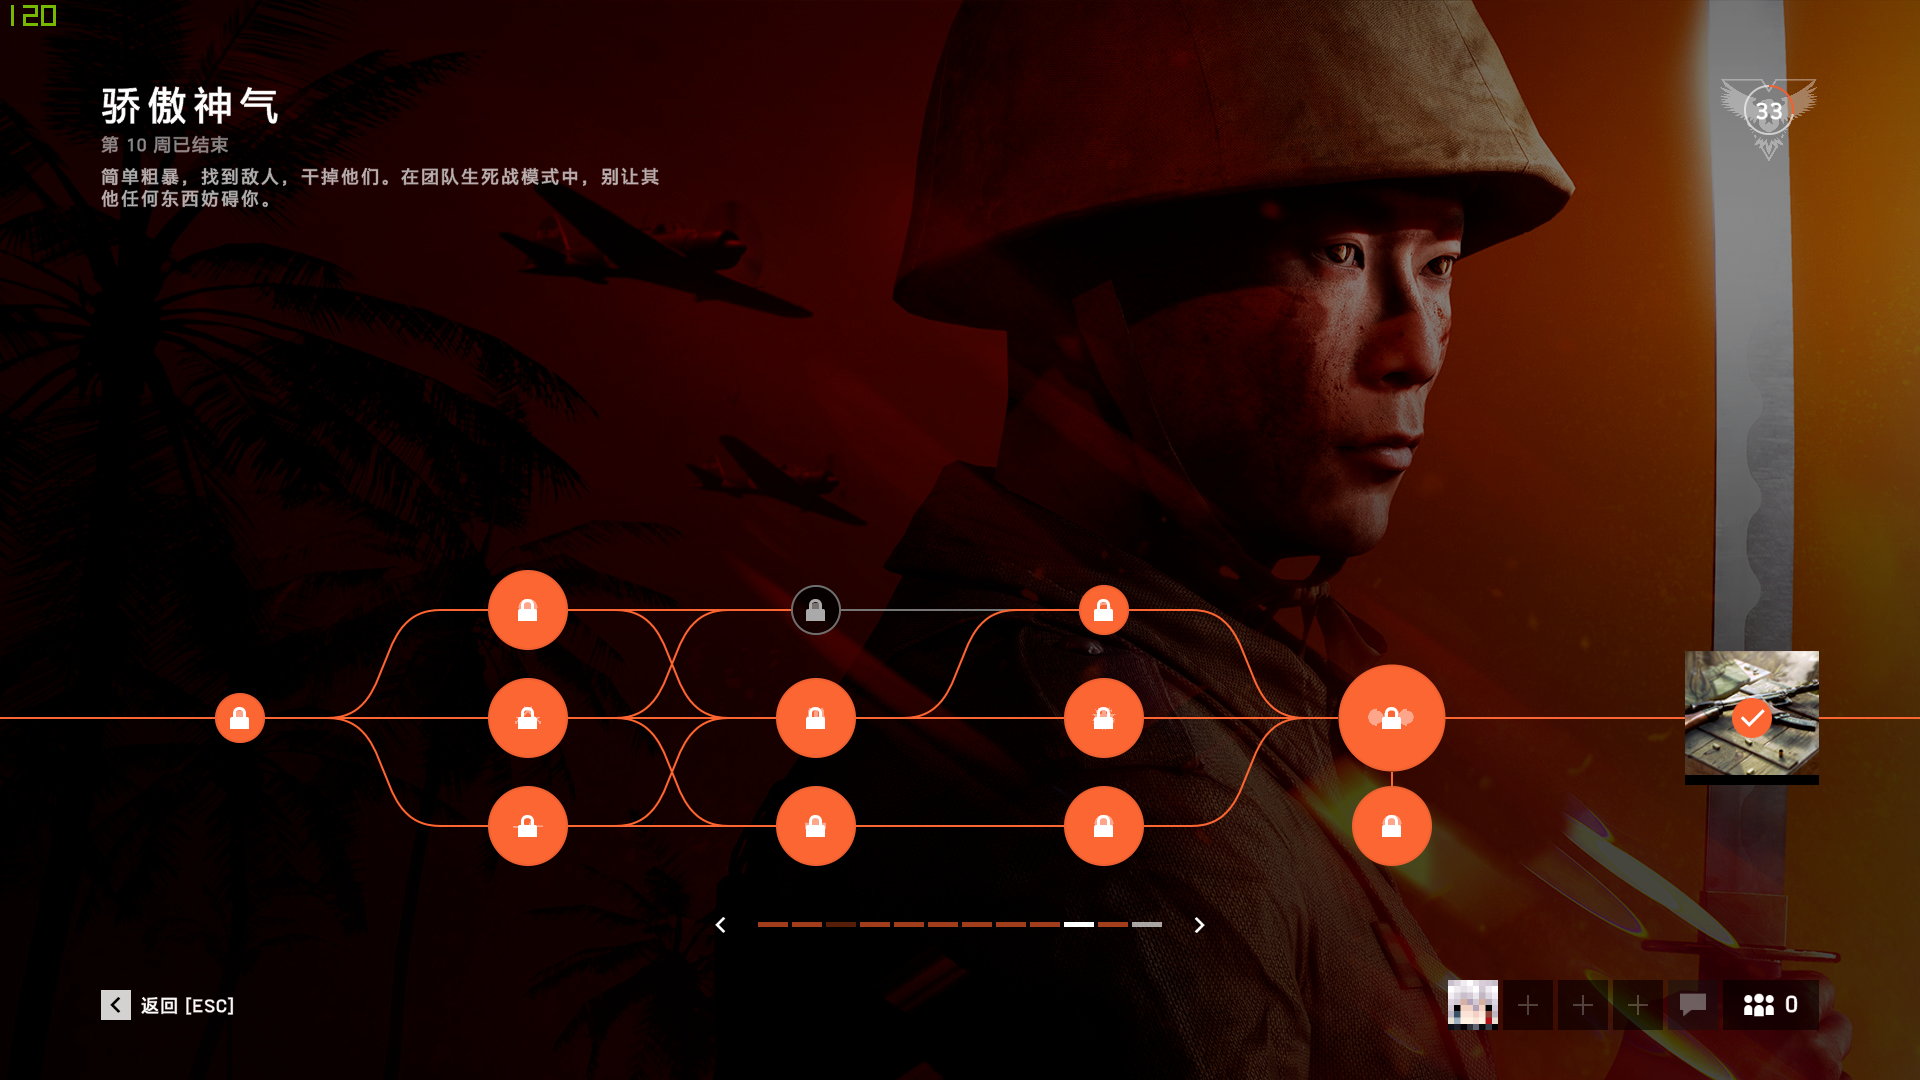 120
骄傲神气
第 10 周已结束
简单粗暴，找到敌人，干掉他们。在团队生死战模式中，别让其
他任何东西妨碍你。
33
返回 [ESC]
0